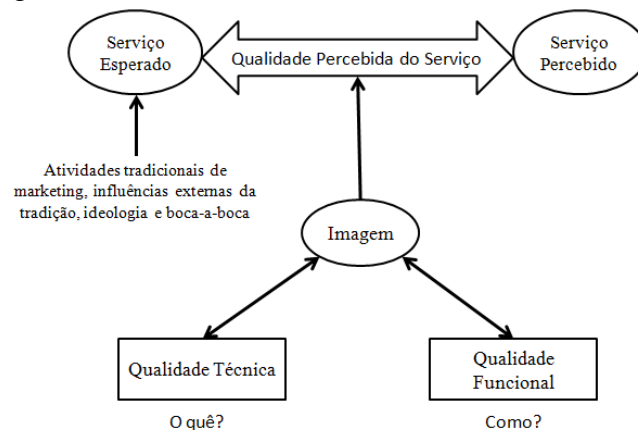 Serviço
Esperado
Qualidade Percebida do Serviço
Serviço
Percebido
Atividades tradicionais de
marketing, influências externas da
tradição, ideologia e boca-a-boca
Imagem
Qualidade Técnica
Qualidade
Funcional
O quê?
Como?